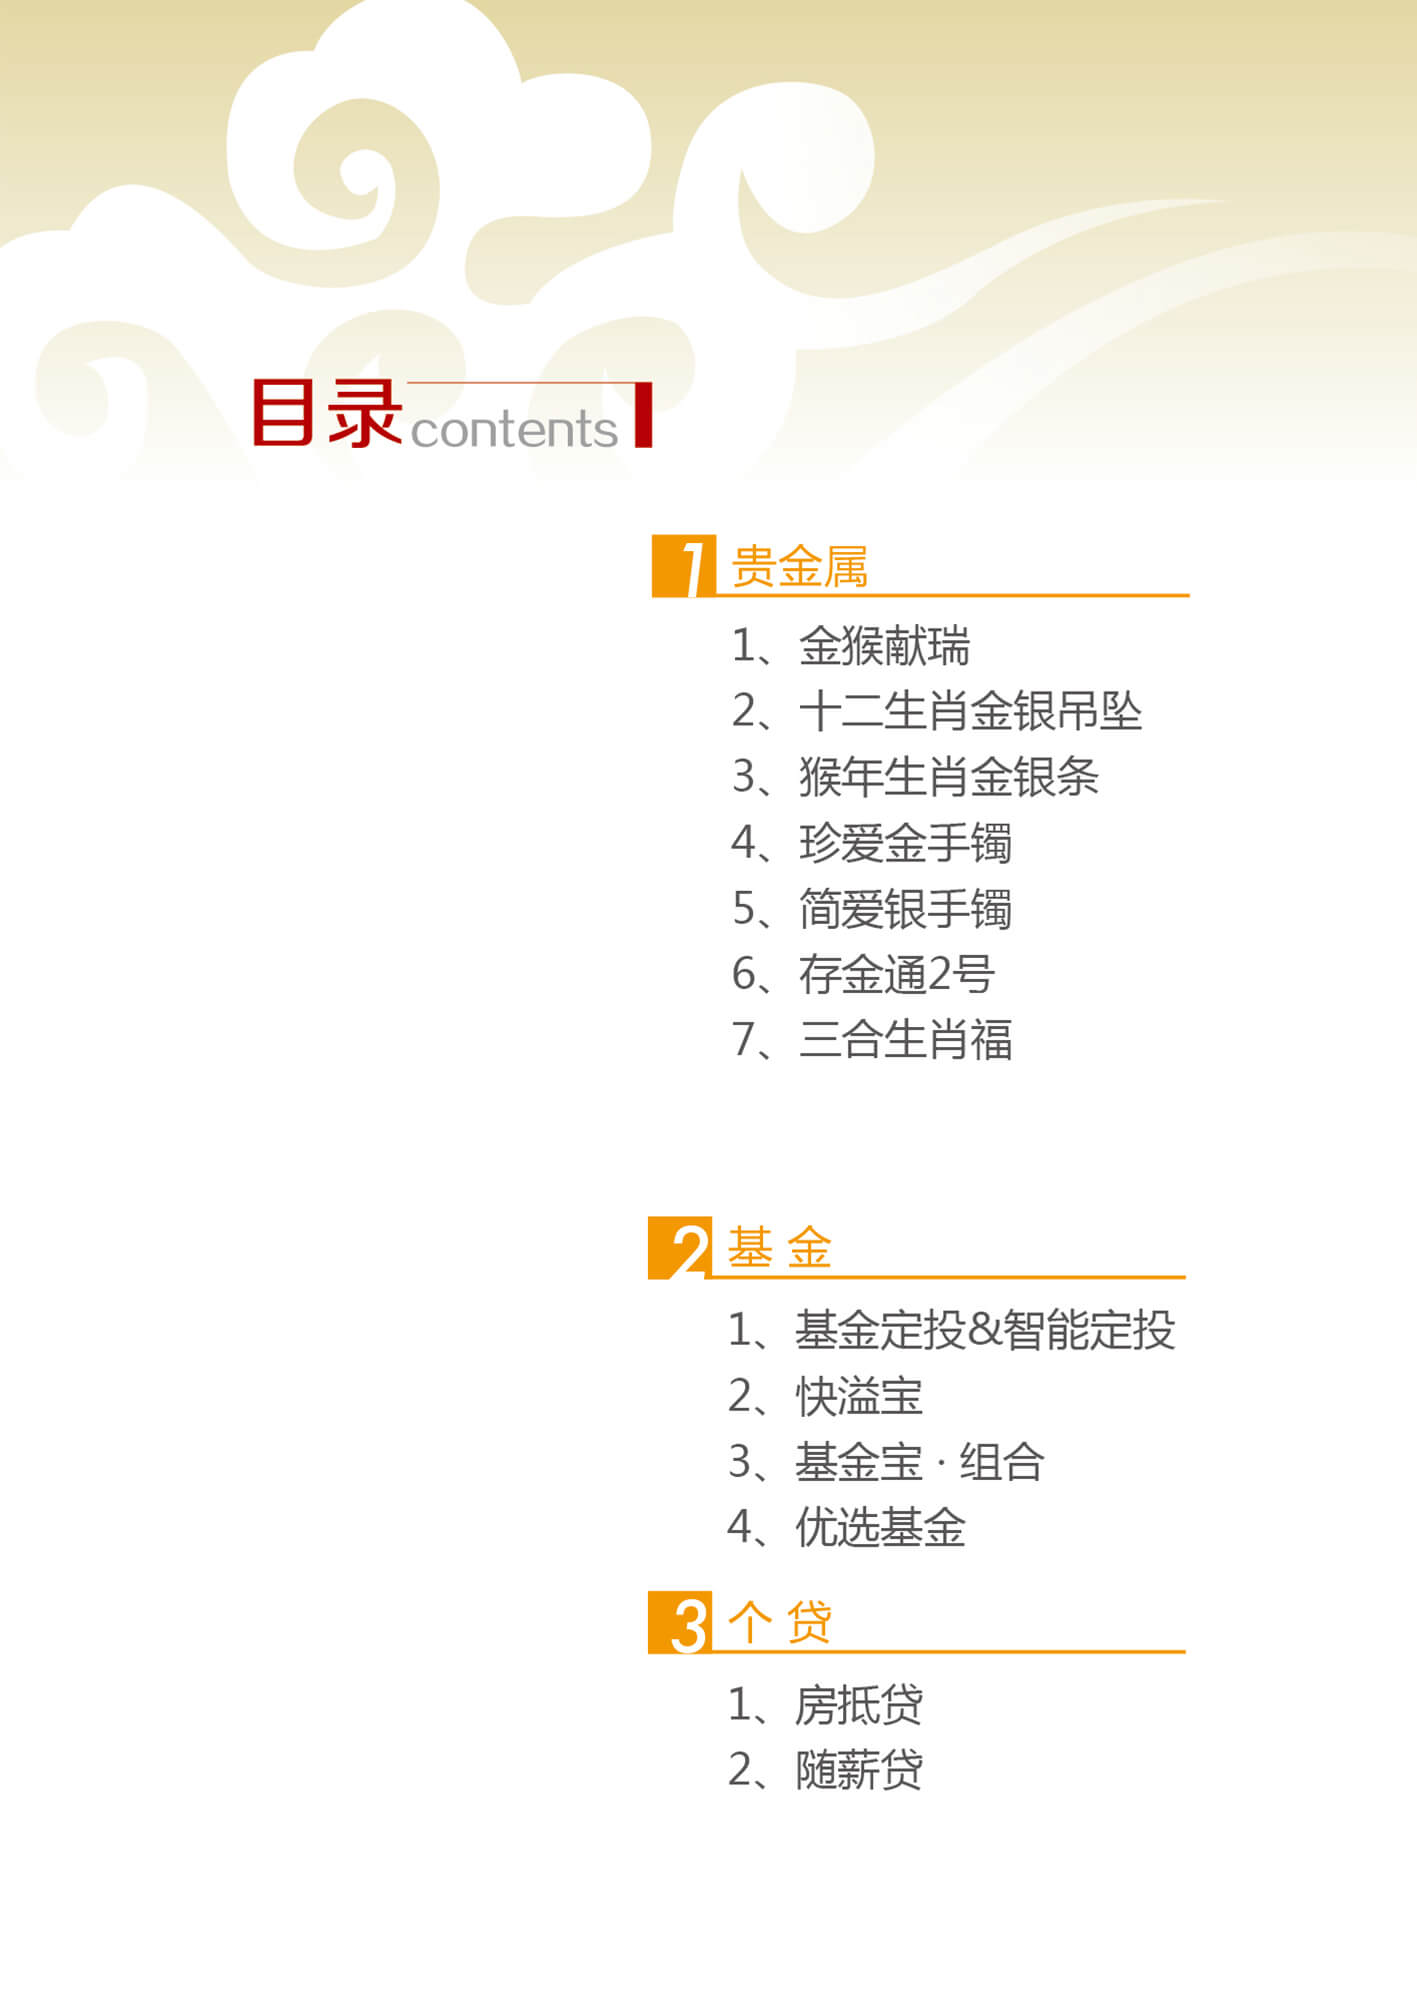 目录 contents
1 贵金属
1、金猴献瑞
2、十二生肖金银吊坠
3、猴年生肖金银条
4、珍爱金手镯
5、简爱银手镯
6、存金通2号
7、三合生肖福
2 基 金
1、基金定投&智能定投
2、快溢宝
3、基金宝·组合
4、优选基金
3 个 贷
1、房抵贷
2、随薪贷